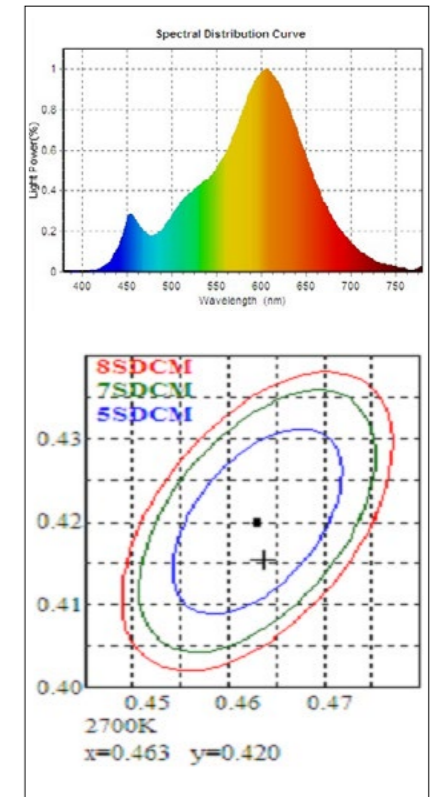 Spectral Distribution Curve
Light Power(%)
1
0.8
0.6
0.4
0.2
0
400 450 500 550 600 650 700 750
Wavelength (nm)
8SDCM
7SDCM
5SDCM
0.43
0.42
0.41
0.40
0.45 0.46 0.47
2700K
x=0.463 y=0.420